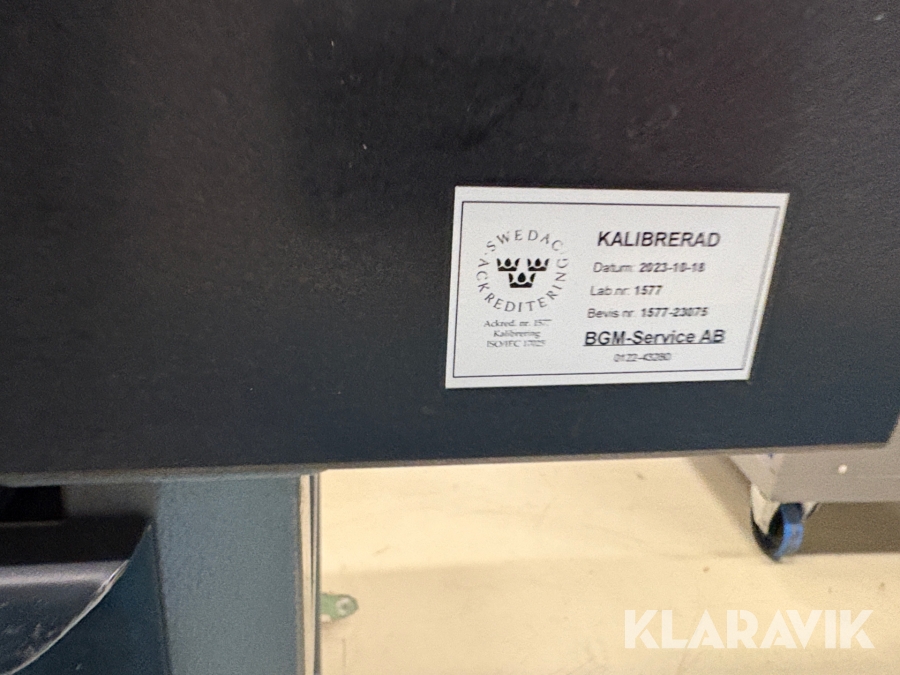 SWEDAC
ACKREDITERING
Ackred. nr. 1577
Kalibrering
ISO/IEC 17025
KALIBRERAD
Datum: 2023-10-18
Lab.nr: 1577
Bevis nr. 1577-23075
BGM-Service AB
0122-43280
KLARAVIK